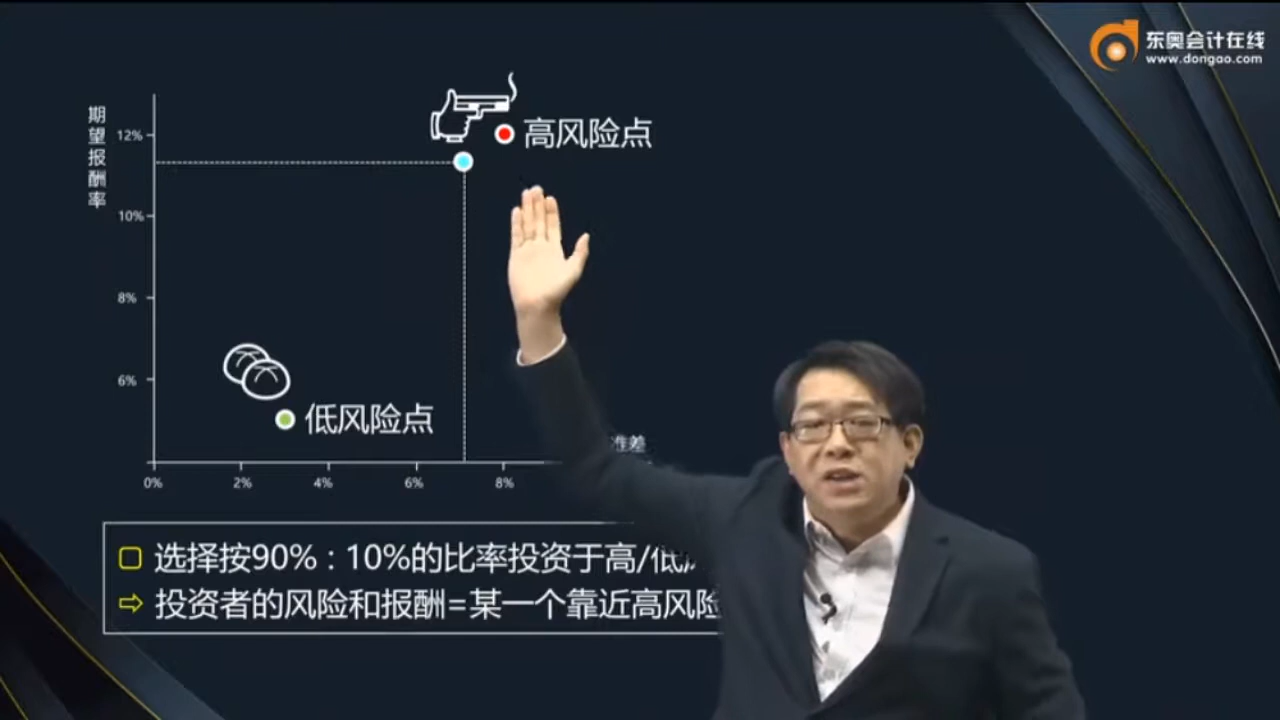 东奥会计在线
www.dongao.com
期望报酬率
12%
10%
8%
6%
高风险点
低风险点
准差
0%
2%
4%
6%
8%
选择按90%：10%的比率投资于高/低
投资者的风险和报酬=某一个靠近高风险